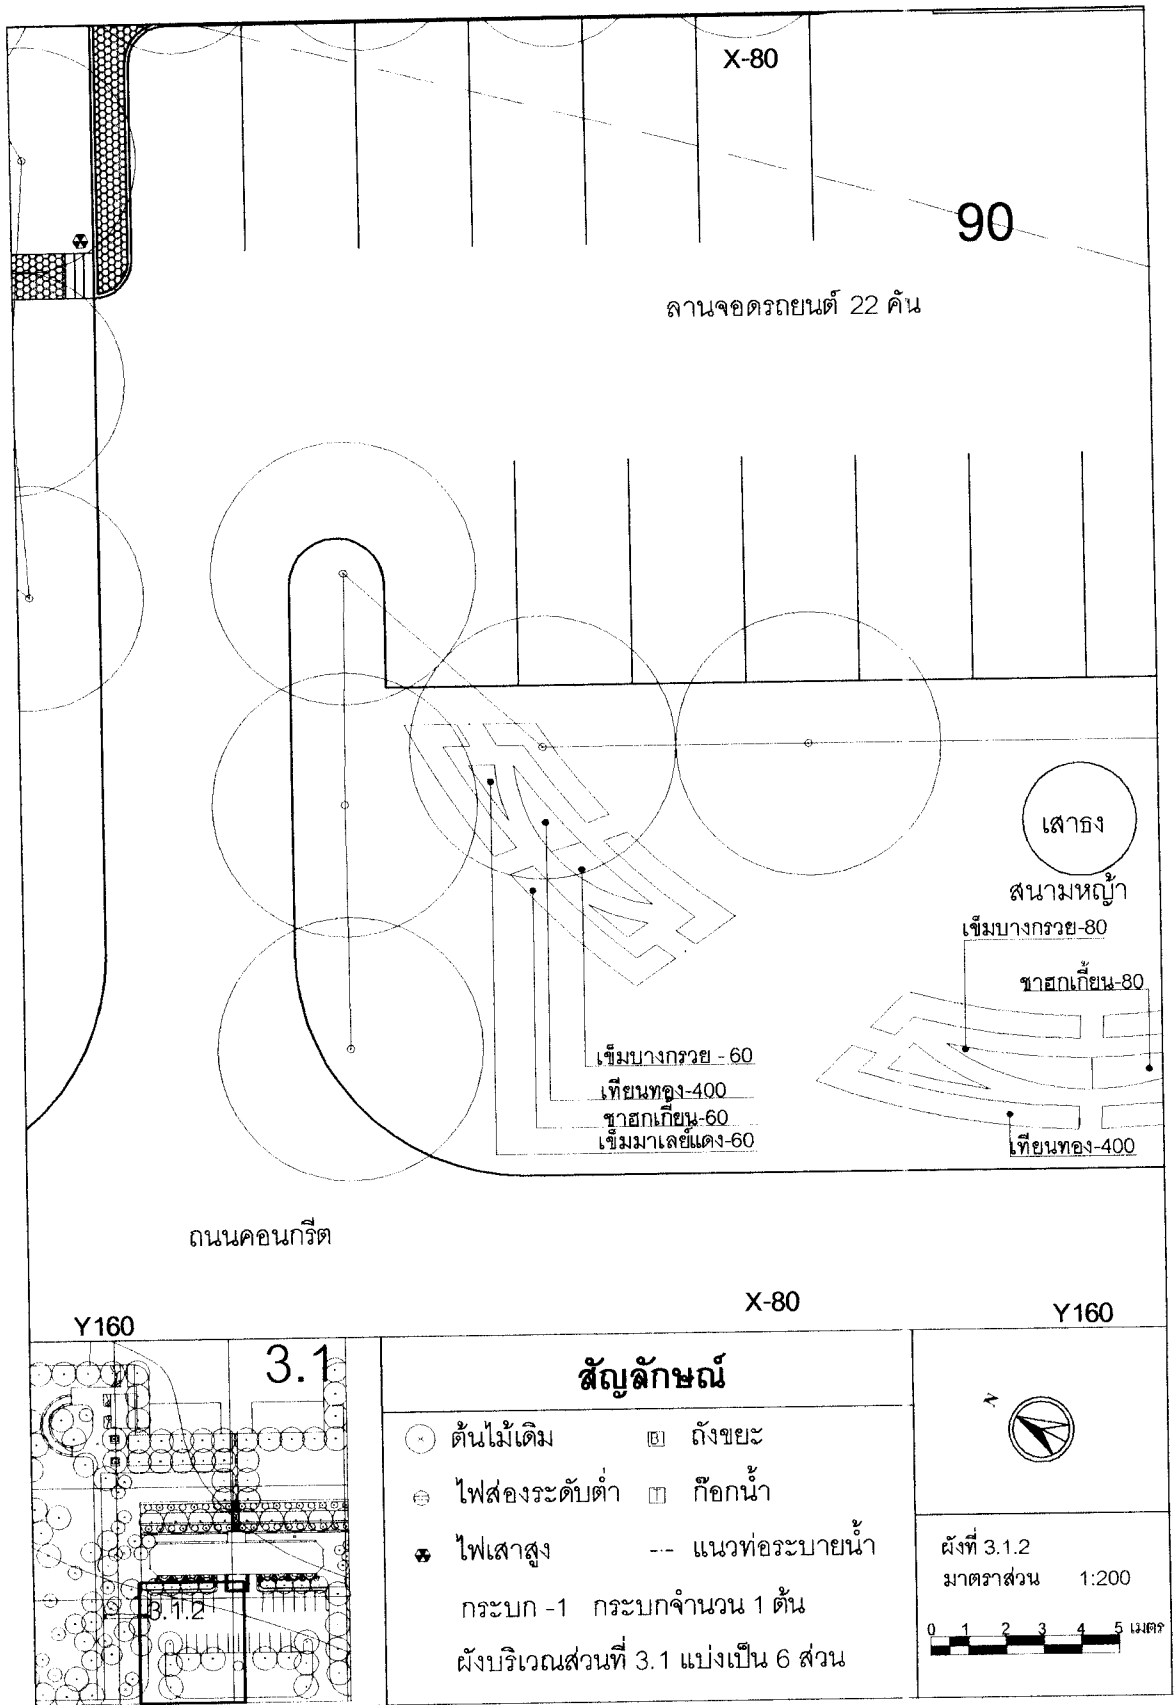 X-80
90
ลานจอดรถยนต์ 22 คัน
เสาธง
สนามหญ้า
เข็มบางกรวย-80
ชาฮกเกี้ยน-80
เข็มบางกรวย - 60
เทียนทอง-400
ชาฮกเกี้ยน-60
เข็มมาเลย์แดง-60
เทียนทอง-400
ถนนคอนกรีต
X-80
Y160
Y160
3.1
3.1.2
สัญลักษณ์
ต้นไม้เดิม
ถังขยะ
ไฟส่องระดับต่ำ
ก๊อกน้ำ
ไฟเสาสูง
--- แนวท่อระบายน้ำ
กระบก -1 กระบกจำนวน 1 ต้น
ผังบริเวณส่วนที่ 3.1 แบ่งเป็น 6 ส่วน
N
ผังที่ 3.1.2
มาตราส่วน 1:200
0 1 2 3 4 5 เมตร